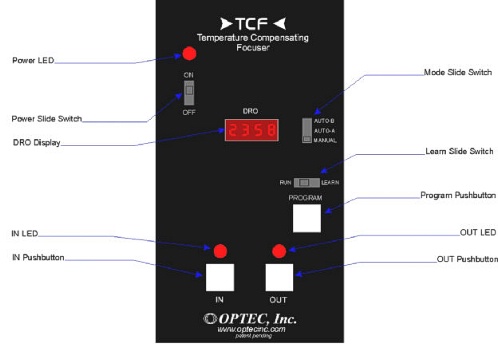 TCF
Temperature Compensating
Focuser
Power LED
ON
Mode Slide Switch
Power Slide Switch
OFF
DRO
AUTO-B
DRO Display
2358
AUTO-A
MANUAL
Learn Slide Switch
RUN
LEARN
PROGRAM
Program Pushbutton
IN LED
OUT LED
IN Pushbutton
OUT Pushbutton
IN
OUT
OPTEC, Inc.
www.optecinc.com
patent pending